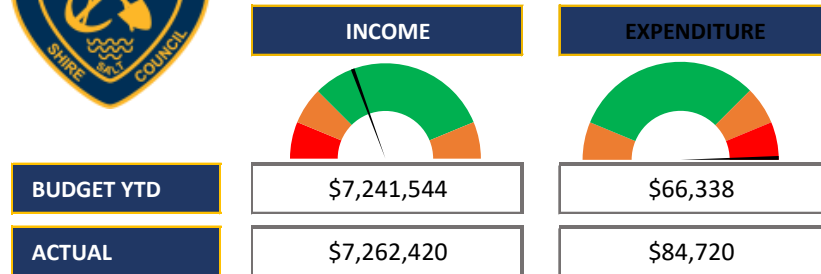 SHIRE
SALT
COUNCIL
INCOME
EXPENDITURE
BUDGET YTD
$7,241,544
$66,338
ACTUAL
$7,262,420
$84,720